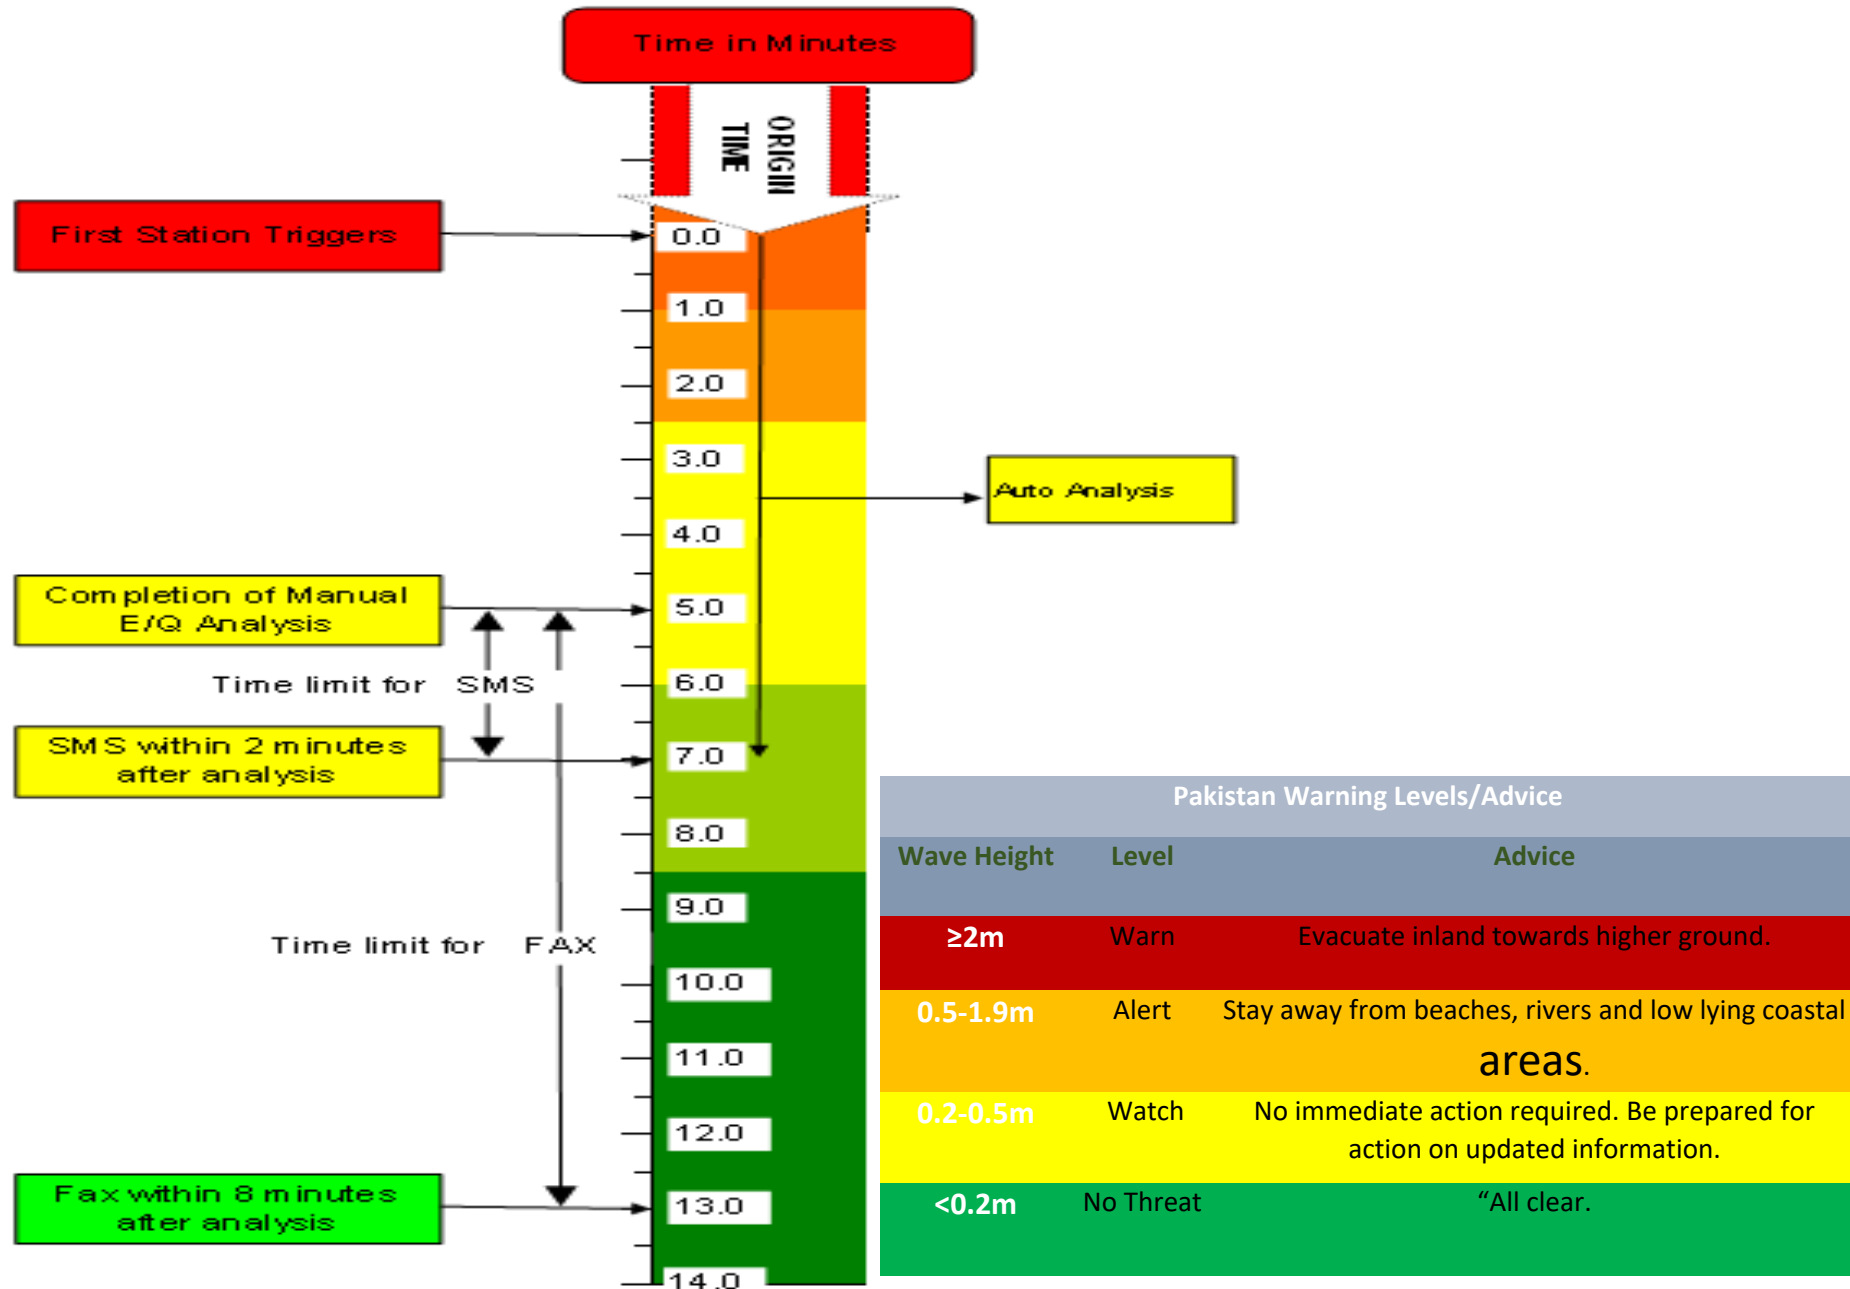 Time in Minutes
ORIGIN
TIME
First Station Triggers
0.0
1.0
2.0
3.0
Auto Analysis
4.0
Completion of Manual
E/Q Analysis
5.0
Time limit for SMS
6.0
SMS within 2 minutes
after analysis
7.0
8.0
9.0
Time limit for FAX
10.0
11.0
12.0
Fax within 8 minutes
after analysis
13.0
14.0
Pakistan Warning Levels/Advice
Wave Height Level Advice
≥2m Warn Evacuate inland towards higher ground.
0.5-1.9m Alert Stay away from beaches, rivers and low lying coastal
areas.
0.2-0.5m Watch No immediate action required. Be prepared for
action on updated information.
<0.2m No Threat “All clear.